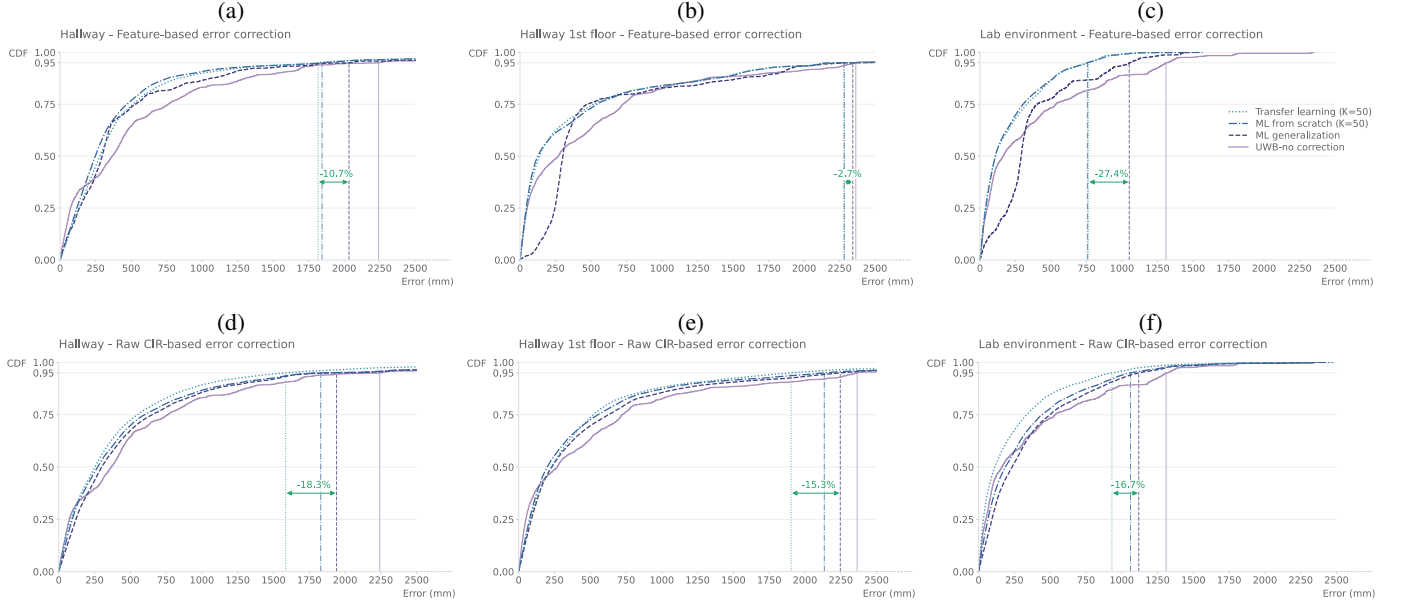 (a)
Hallway – Feature-based error correction
CDF
1.00
0.95
0.75
0.50
0.25
0.00
-10.7%
0 250 500 750 1000 1250 1500 1750 2000 2250 2500
Error (mm)
(b)
Hallway 1st floor – Feature-based error correction
CDF
1.00
0.95
0.75
0.50
0.25
0.00
-2.7%
0 250 500 750 1000 1250 1500 1750 2000 2250 2500
Error (mm)
(c)
Lab environment – Feature-based error correction
CDF
1.00
0.95
0.75
0.50
0.25
0.00
Transfer learning (K=50)
ML from scratch (K=50)
ML generalization
UWB-no correction
-27.4%
0 250 500 750 1000 1250 1500 1750 2000 2250 2500
Error (mm)
(d)
Hallway – Raw CIR-based error correction
CDF
1.00
0.95
0.75
0.50
0.25
0.00
-18.3%
0 250 500 750 1000 1250 1500 1750 2000 2250 2500
Error (mm)
(e)
Hallway 1st floor – Raw CIR-based error correction
CDF
1.00
0.95
0.75
0.50
0.25
0.00
-15.3%
0 250 500 750 1000 1250 1500 1750 2000 2250 2500
Error (mm)
(f)
Lab environment – Raw CIR-based error correction
CDF
1.00
0.95
0.75
0.50
0.25
0.00
-16.7%
0 250 500 750 1000 1250 1500 1750 2000 2250 2500
Error (mm)